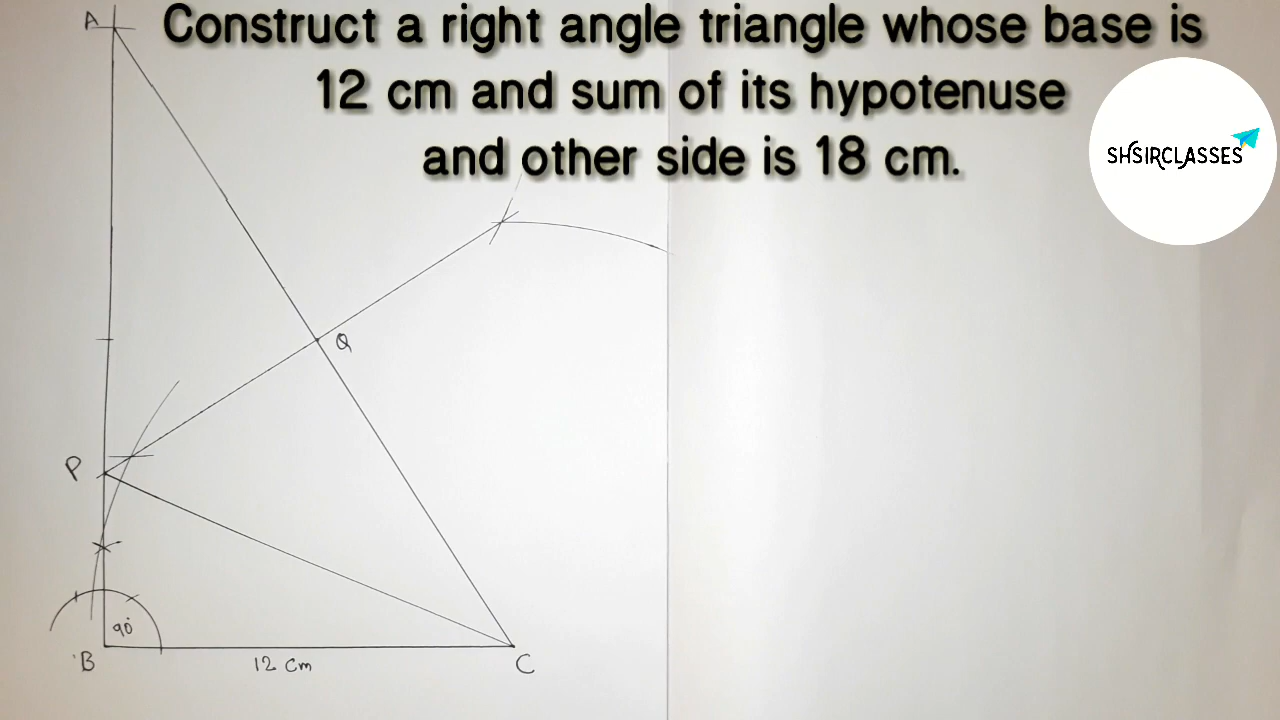 Construct a right angle triangle whose base is
12 cm and sum of its hypotenuse
and other side is 18 cm.
SHSIRCLASSES
A
Q
P
90°
B
12 cm
C